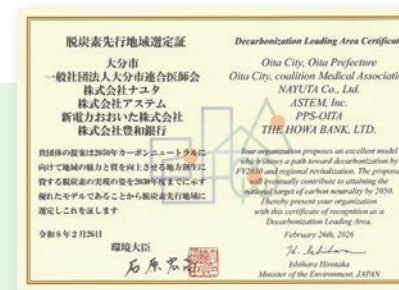 脱炭素先行地域選定証
大分市
一般社団法人大分市連合医師会
株式会社ナユタ
株式会社アステム
新電力おおいた株式会社
株式会社豊和銀行
貴団体の提案は2050年カーボンニュートラルに
向けて地域の魅力と質を向上させる地方創生に
資する脱炭素の実現の姿を2030年度までに示す
優れたモデルであることから脱炭素先行地域に
選定しこれを証します
令和8年2月26日
環境大臣
石原宏高
Decarbonization Leading Area Certificate
Oita City, Oita Prefecture
Oita City, coalition Medical Associati
NAYUTA Co., Ltd.
ASTEM, Inc.
PPS-OITA
THE HOWA BANK, LTD.
Your organization proposes an excellent model
which shows a path toward decarbonization by
FY2030 and regional revitalization. The proposal
will eventually contribute to attaining the
national target of carbon neutrality by 2050.
I hereby present your organization
with this certificate of recognition as a
Decarbonization Leading Area.
February 26th, 2026
H. Ishihara
Ishihara Hirotaka
Minister of the Environment, JAPAN